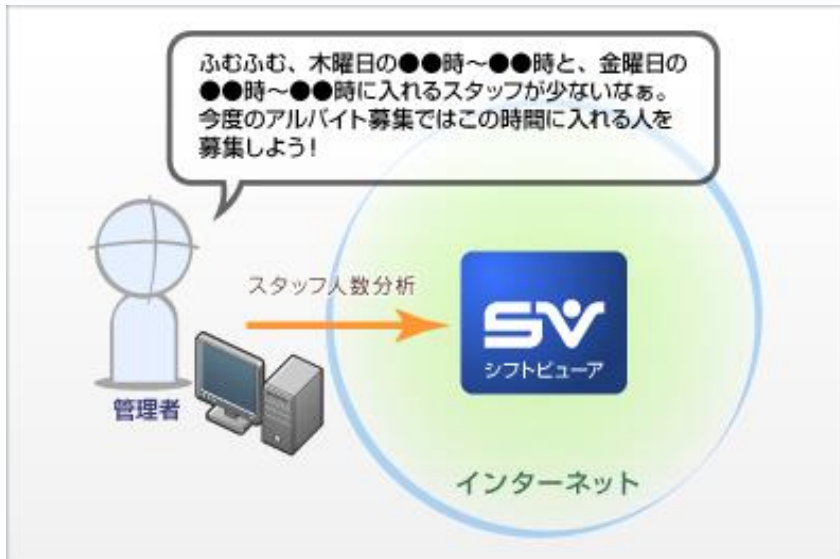 ふむふむ、木曜日の●●時～●●時と、金曜日の
●●時～●●時に入れるスタッフが少ないなぁ。
今度のアルバイト募集ではこの時間に入れる人を
募集しよう！
スタッフ人数分析
SV
シフトビューア
管理者
インターネット